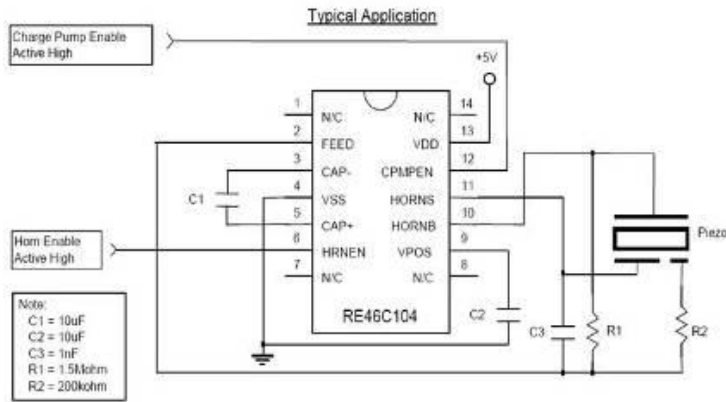 Typical Application
Charge Pump Enable
Active High
+5V
1
N/C
N/C
14
2
FEED
VDD
13
3
CAP-
CPMPEN
12
4
VSS
HORNS
11
5
CAP+
HORNB
10
6
HRNEN
VPOS
9
7
N/C
N/C
8
RE46C104
C1
Horn Enable
Active High
Piezo
C2
C3
R1
R2
Note:
C1 = 10uF
C2 = 10uF
C3 = 1nF
R1 = 1.5Mohm
R2 = 200kohm